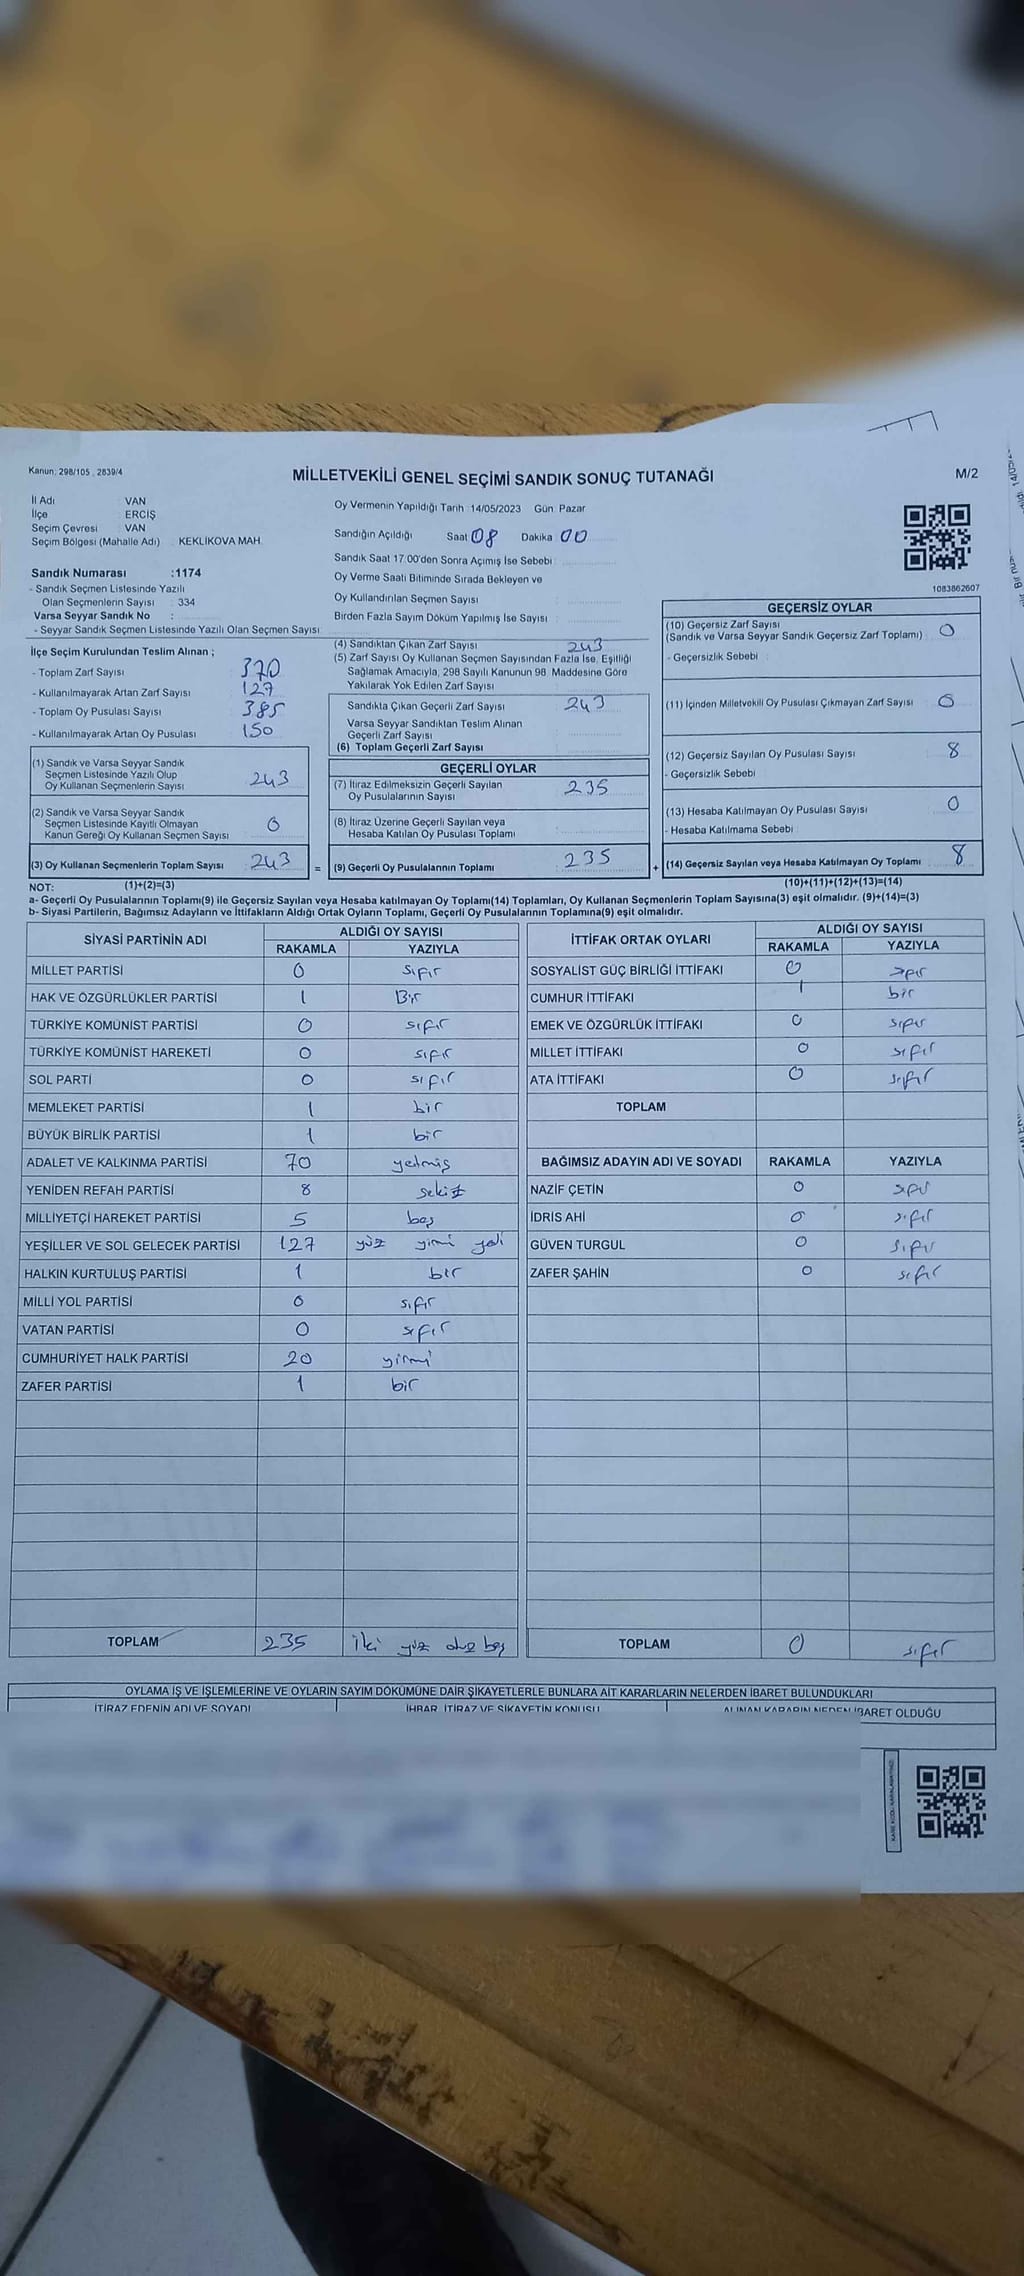 Kanun: 298/105 , 2839/4
MİLLETVEKİLİ GENEL SEÇİMİ SANDIK SONUÇ TUTANAĞI
M/2
İl Adı : VAN
İlçe : ERCİŞ
Seçim Çevresi : VAN
Seçim Bölgesi (Mahalle Adı) : KEKLİKOVA MAH.
Sandık Numarası :1174
- Sandık Seçmen Listesinde Yazılı
Olan Seçmenlerin Sayısı : 334
Varsa Seyyar Sandık No :
- Seyyar Sandık Seçmen Listesinde Yazılı Olan Seçmen Sayısı :
Oy Vermenin Yapıldığı Tarih :14/05/2023 Gün: Pazar
Sandığın Açıldığı Saat 08 Dakika 00
Sandık Saat 17:00'den Sonra Açımış İse Sebebi :
Oy Verme Saati Bitiminde Sırada Bekleyen ve
Oy Kullandırılan Seçmen Sayısı :
Birden Fazla Sayım Döküm Yapılmış İse Sayısı :
1083862607
İlçe Seçim Kurulundan Teslim Alınan ;
- Toplam Zarf Sayısı : 370
- Kullanılmayarak Artan Zarf Sayısı : 127
- Toplam Oy Pusulası Sayısı : 385
- Kullanılmayarak Artan Oy Pusulası : 150
(1) Sandık ve Varsa Seyyar Sandık
Seçmen Listesinde Yazılı Olup
Oy Kullanan Seçmenlerin Sayısı : 243
(2) Sandık ve Varsa Seyyar Sandık
Seçmen Listesinde Kayıtlı Olmayan
Kanun Gereği Oy Kullanan Seçmen Sayısı : 0
(3) Oy Kullanan Seçmenlerin Toplam Sayısı : 243
(4) Sandıktan Çıkan Zarf Sayısı 243
(5) Zarf Sayısı Oy Kullanan Seçmen Sayısından Fazla İse, Eşitliği
Sağlamak Amacıyla, 298 Sayılı Kanunun 98. Maddesine Göre
Yakılarak Yok Edilen Zarf Sayısı
Sandıkta Çıkan Geçerli Zarf Sayısı : 243
Varsa Seyyar Sandıktan Teslim Alınan
Geçerli Zarf Sayısı
(6) Toplam Geçerli Zarf Sayısı
GEÇERLİ OYLAR
(7) İtiraz Edilmeksizin Geçerli Sayılan
Oy Pusulalarının Sayısı 235
(8) İtiraz Üzerine Geçerli Sayılan veya
Hesaba Katılan Oy Pusulası Toplamı :
= (9) Geçerli Oy Pusulalarının Toplamı : 235
GEÇERSİZ OYLAR
(10) Geçersiz Zarf Sayısı
(Sandık ve Varsa Seyyar Sandık Geçersiz Zarf Toplamı) : 0
- Geçersizlik Sebebi :
(11) İçinden Milletvekili Oy Pusulası Çıkmayan Zarf Sayısı : 0
(12) Geçersiz Sayılan Oy Pusulası Sayısı : 8
- Geçersizlik Sebebi :
(13) Hesaba Katılmayan Oy Pusulası Sayısı : 0
- Hesaba Katılmama Sebebi :
+ (14) Geçersiz Sayılan veya Hesaba Katılmayan Oy Toplamı : 8
NOT: (1)+(2)=(3)
(10)+(11)+(12)+(13)=(14)
a- Geçerli Oy Pusulalarının Toplamı(9) ile Geçersiz Sayılan veya Hesaba katılmayan Oy Toplamı(14) Toplamları, Oy Kullanan Seçmenlerin Toplam Sayısına(3) eşit olmalıdır. (9)+(14)=(3)
b- Siyasi Partilerin, Bağımsız Adayların ve İttifakların Aldığı Ortak Oyların Toplamı, Geçerli Oy Pusulalarının Toplamına(9) eşit olmalıdır.
SİYASİ PARTİNİN ADI
ALDIĞI OY SAYISI
RAKAMLA YAZIYLA
MİLLET PARTİSİ 0 sıfır
HAK VE ÖZGÜRLÜKLER PARTİSİ 1 Bir
TÜRKİYE KOMÜNİST PARTİSİ 0 sıfır
TÜRKİYE KOMÜNİST HAREKETİ 0 sıfır
SOL PARTİ 0 sıfır
MEMLEKET PARTİSİ 1 bir
BÜYÜK BİRLİK PARTİSİ 1 bir
ADALET VE KALKINMA PARTİSİ 70 yetmiş
YENİDEN REFAH PARTİSİ 8 sekiz
MİLLİYETÇİ HAREKET PARTİSİ 5 beş
YEŞİLLER VE SOL GELECEK PARTİSİ 127 yüz yirmi yedi
HALKIN KURTULUŞ PARTİSİ 1 bir
MİLLİ YOL PARTİSİ 0 sıfır
VATAN PARTİSİ 0 sıfır
CUMHURİYET HALK PARTİSİ 20 yirmi
ZAFER PARTİSİ 1 bir
TOPLAM 235 iki yüz otuz beş
İTTİFAK ORTAK OYLARI
ALDIĞI OY SAYISI
RAKAMLA YAZIYLA
SOSYALİST GÜÇ BİRLİĞİ İTTİFAKI 0 sıfır
CUMHUR İTTİFAKI 1 bir
EMEK VE ÖZGÜRLÜK İTTİFAKI 0 sıfır
MİLLET İTTİFAKI 0 sıfır
ATA İTTİFAKI 0 sıfır
TOPLAM
BAĞIMSIZ ADAYIN ADI VE SOYADI RAKAMLA YAZIYLA
NAZİF ÇETİN 0 sıfır
İDRİS AHİ 0 sıfır
GÜVEN TURGUL 0 sıfır
ZAFER ŞAHİN 0 sıfır
TOPLAM 0 sıfır
OYLAMA İŞ VE İŞLEMLERİNE VE OYLARIN SAYIM DÖKÜMÜNE DAİR ŞİKAYETLERLE BUNLARA AİT KARARLARIN NELERDEN İBARET BULUNDUKLARI
İTİRAZ EDENİN ADI VE SOYADI İHBAR, İTİRAZ VE ŞİKAYETİN KONUSU ALINAN KARARIN NEDEN İBARET OLDUĞU